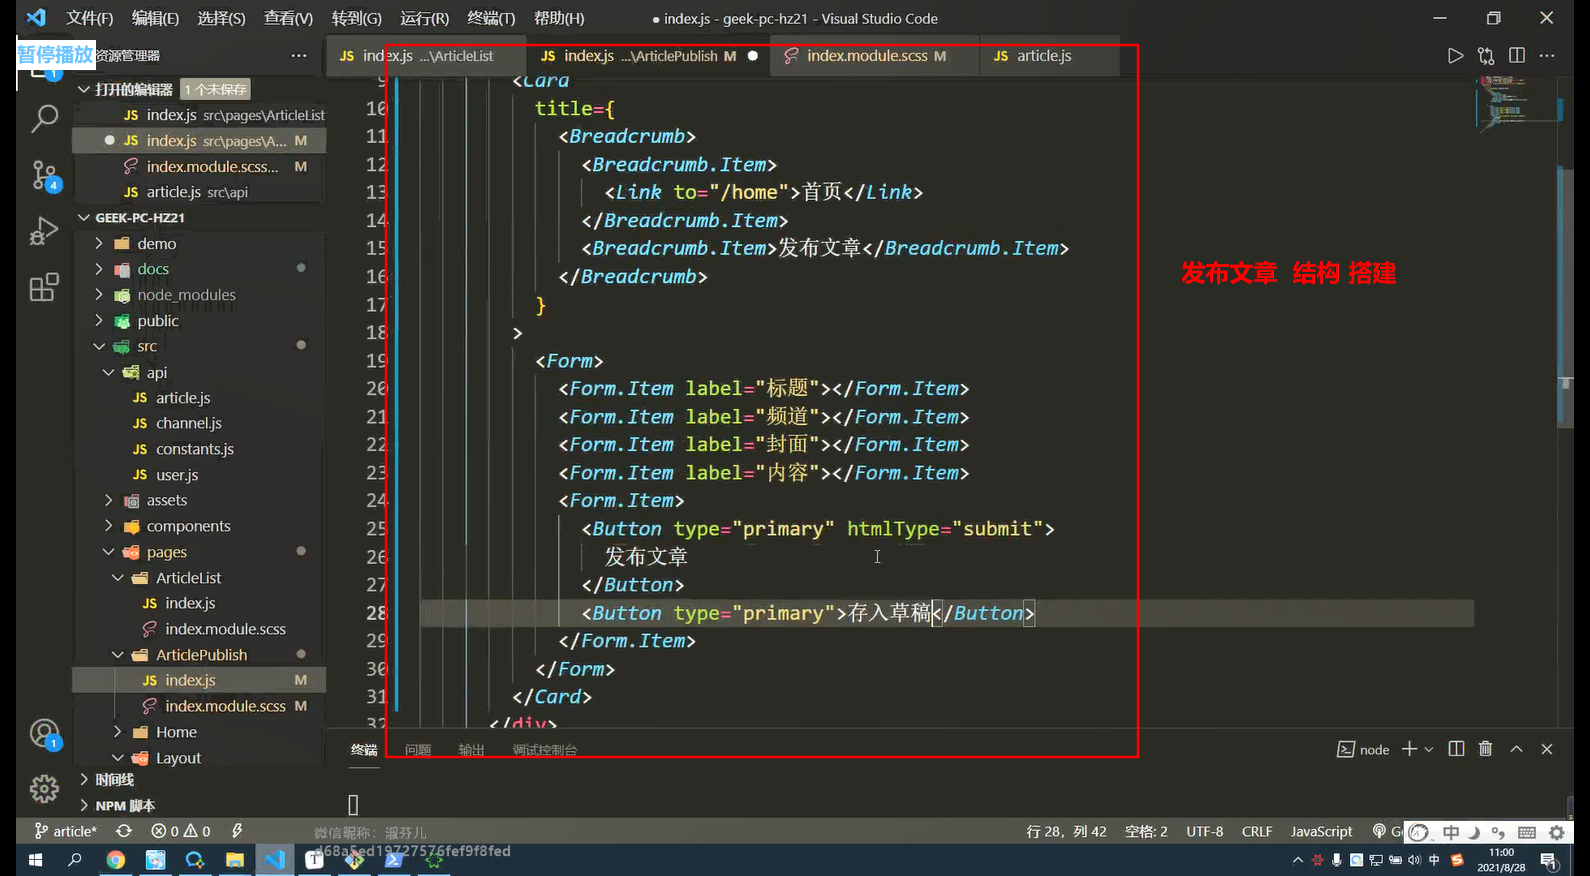 文件(F) 编辑(E) 选择(S) 查看(V) 转到(G) 运行(R) 终端(T) 帮助(H) ● index.js - geek-pc-hz21 - Visual Studio Code
暂停播放
资源管理器
JS index.js ...\ArticleList JS index.js ...\ArticlePublish M index.module.scss M JS article.js
打开的编辑器 1 个未保存
JS index.js src\pages\ArticleList
JS index.js src\pages\A... M
index.module.scss... M
JS article.js src\api
GEEK-PC-HZ21
demo
docs
node_modules
public
src
api
JS article.js
JS channel.js
JS constants.js
JS user.js
assets
components
pages
ArticleList
JS index.js
index.module.scss
ArticlePublish
JS index.js M
index.module.scss M
Home
Layout
时间线
NPM 脚本
1
4
1
9 <Card
10 title={
11 <Breadcrumb>
12 <Breadcrumb.Item>
13 <Link to="/home">首页</Link>
14 </Breadcrumb.Item>
15 <Breadcrumb.Item>发布文章</Breadcrumb.Item>
16 </Breadcrumb>
17 }
18 >
19 <Form>
20 <Form.Item label="标题"></Form.Item>
21 <Form.Item label="频道"></Form.Item>
22 <Form.Item label="封面"></Form.Item>
23 <Form.Item label="内容"></Form.Item>
24 <Form.Item>
25 <Button type="primary" htmlType="submit">
26 发布文章
27 </Button>
28 <Button type="primary">存入草稿</Button>
29 </Form.Item>
30 </Form>
31 </Card>
32 </div>
发布文章 结构 搭建
终端 问题 输出 调试控制台 node
article* 0 0
微信昵称: 淑芬儿
行 28，列 42 空格: 2 UTF-8 CRLF JavaScript
中
d68a5ed19727576fef9f8fed
中
11:00
2021/8/28
1